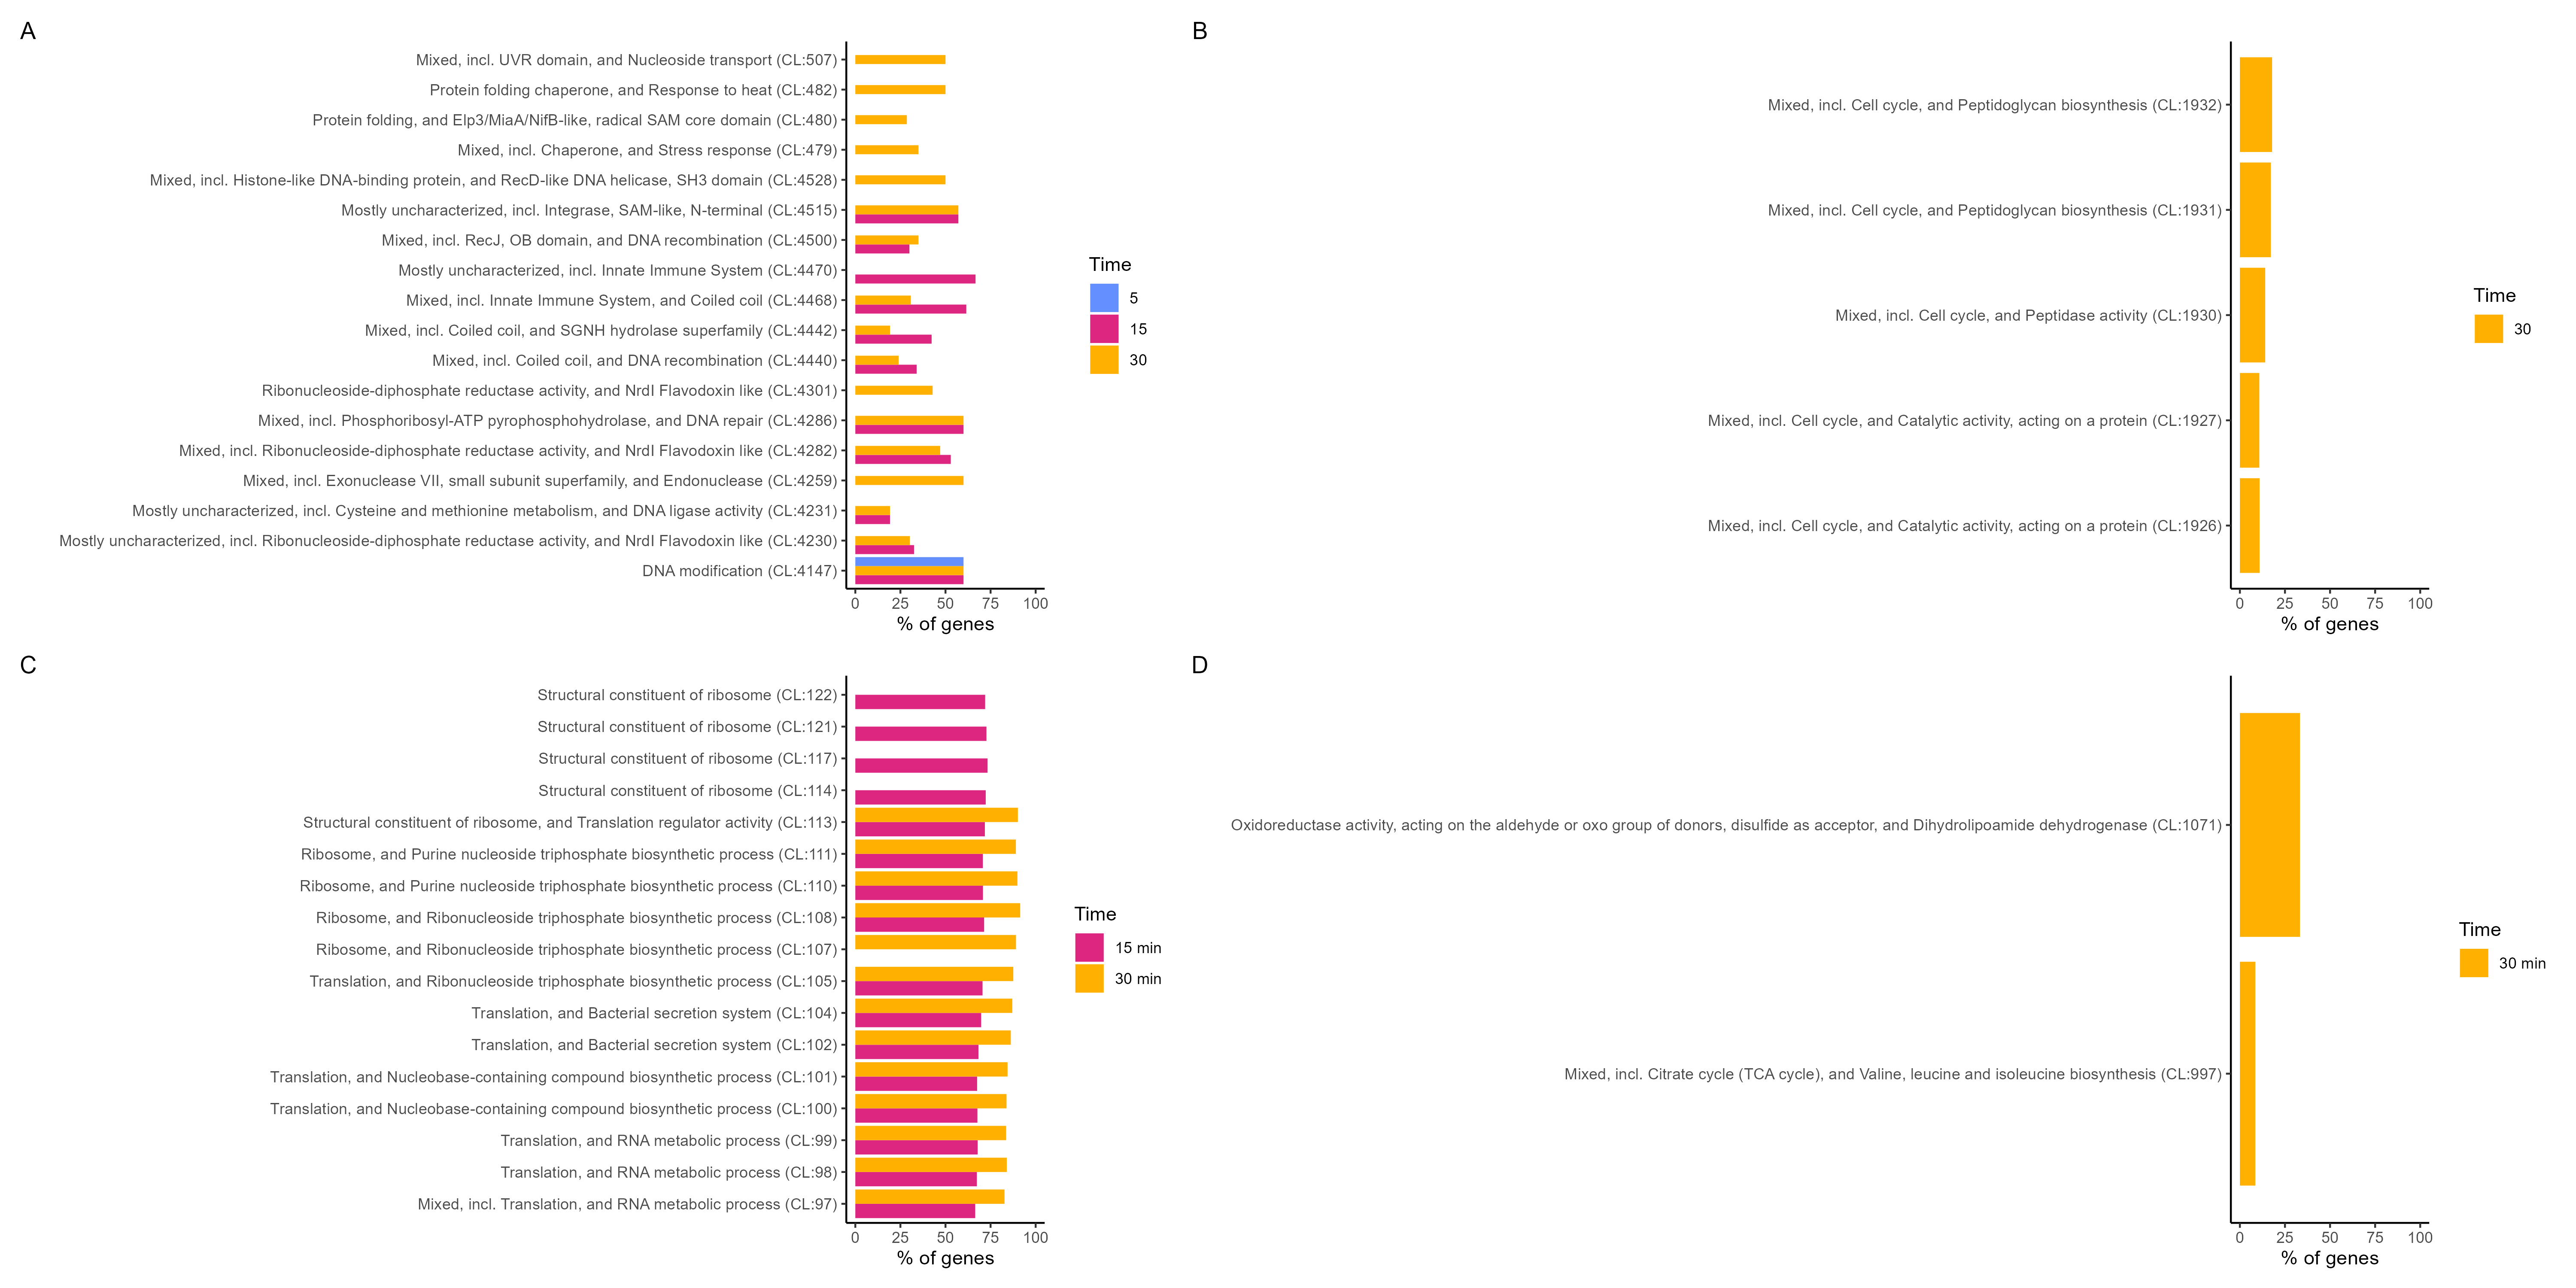 A
Mixed, incl. UVR domain, and Nucleoside transport (CL:507)
Protein folding chaperone, and Response to heat (CL:482)
Protein folding, and Elp3/MiaA/NifB-like, radical SAM core domain (CL:480)
Mixed, incl. Chaperone, and Stress response (CL:479)
Mixed, incl. Histone-like DNA-binding protein, and RecD-like DNA helicase, SH3 domain (CL:4528)
Mostly uncharacterized, incl. Integrase, SAM-like, N-terminal (CL:4515)
Mixed, incl. RecJ, OB domain, and DNA recombination (CL:4500)
Mostly uncharacterized, incl. Innate Immune System (CL:4470)
Mixed, incl. Innate Immune System, and Coiled coil (CL:4468)
Mixed, incl. Coiled coil, and SGNH hydrolase superfamily (CL:4442)
Mixed, incl. Coiled coil, and DNA recombination (CL:4440)
Ribonucleoside-diphosphate reductase activity, and NrdI Flavodoxin like (CL:4301)
Mixed, incl. Phosphoribosyl-ATP pyrophosphohydrolase, and DNA repair (CL:4286)
Mixed, incl. Ribonucleoside-diphosphate reductase activity, and NrdI Flavodoxin like (CL:4282)
Mixed, incl. Exonuclease VII, small subunit superfamily, and Endonuclease (CL:4259)
Mostly uncharacterized, incl. Cysteine and methionine metabolism, and DNA ligase activity (CL:4231)
Mostly uncharacterized, incl. Ribonucleoside-diphosphate reductase activity, and NrdI Flavodoxin like (CL:4230)
DNA modification (CL:4147)
0 25 50 75 100
% of genes
Time
5
15
30
B
Mixed, incl. Cell cycle, and Peptidoglycan biosynthesis (CL:1932)
Mixed, incl. Cell cycle, and Peptidoglycan biosynthesis (CL:1931)
Mixed, incl. Cell cycle, and Peptidase activity (CL:1930)
Mixed, incl. Cell cycle, and Catalytic activity, acting on a protein (CL:1927)
Mixed, incl. Cell cycle, and Catalytic activity, acting on a protein (CL:1926)
0 25 50 75 100
% of genes
Time
30
C
Structural constituent of ribosome (CL:122)
Structural constituent of ribosome (CL:121)
Structural constituent of ribosome (CL:117)
Structural constituent of ribosome (CL:114)
Structural constituent of ribosome, and Translation regulator activity (CL:113)
Ribosome, and Purine nucleoside triphosphate biosynthetic process (CL:111)
Ribosome, and Purine nucleoside triphosphate biosynthetic process (CL:110)
Ribosome, and Ribonucleoside triphosphate biosynthetic process (CL:108)
Ribosome, and Ribonucleoside triphosphate biosynthetic process (CL:107)
Translation, and Ribonucleoside triphosphate biosynthetic process (CL:105)
Translation, and Bacterial secretion system (CL:104)
Translation, and Bacterial secretion system (CL:102)
Translation, and Nucleobase-containing compound biosynthetic process (CL:101)
Translation, and Nucleobase-containing compound biosynthetic process (CL:100)
Translation, and RNA metabolic process (CL:99)
Translation, and RNA metabolic process (CL:98)
Mixed, incl. Translation, and RNA metabolic process (CL:97)
0 25 50 75 100
% of genes
Time
15 min
30 min
D
Oxidoreductase activity, acting on the aldehyde or oxo group of donors, disulfide as acceptor, and Dihydrolipoamide dehydrogenase (CL:1071)
Mixed, incl. Citrate cycle (TCA cycle), and Valine, leucine and isoleucine biosynthesis (CL:997)
0 25 50 75 100
% of genes
Time
30 min